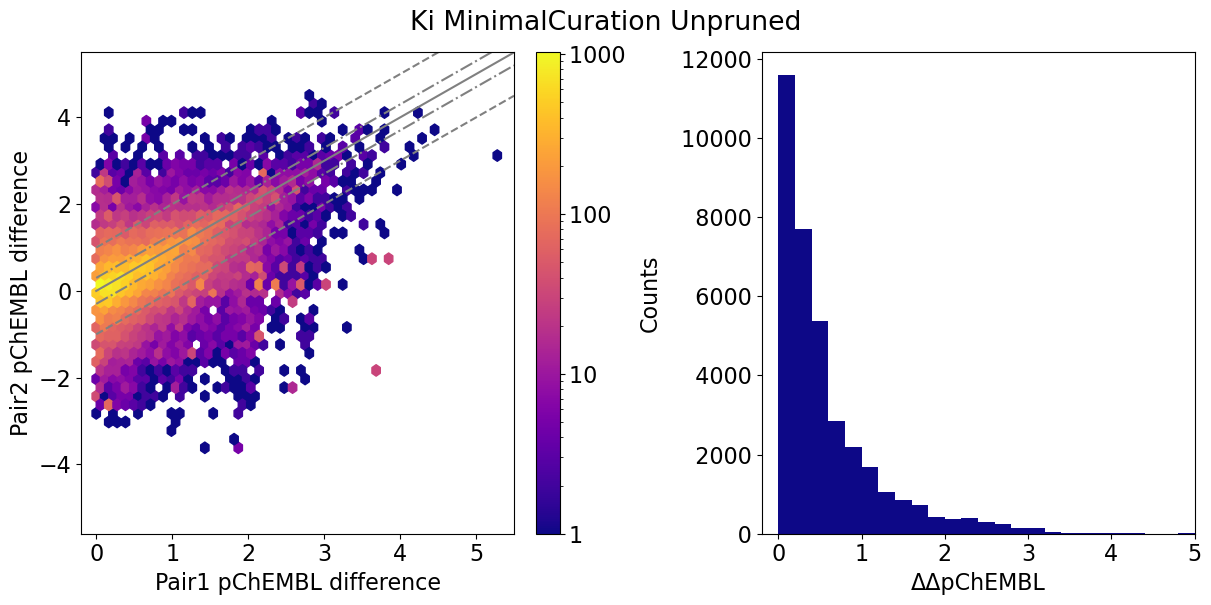 Ki MinimalCuration Unpruned
Pair2 pChEMBL difference
4
2
0
−2
−4
0 1 2 3 4 5
Pair1 pChEMBL difference
1000
100
10
1
Counts
12000
10000
8000
6000
4000
2000
0
0 1 2 3 4 5
ΔΔpChEMBL